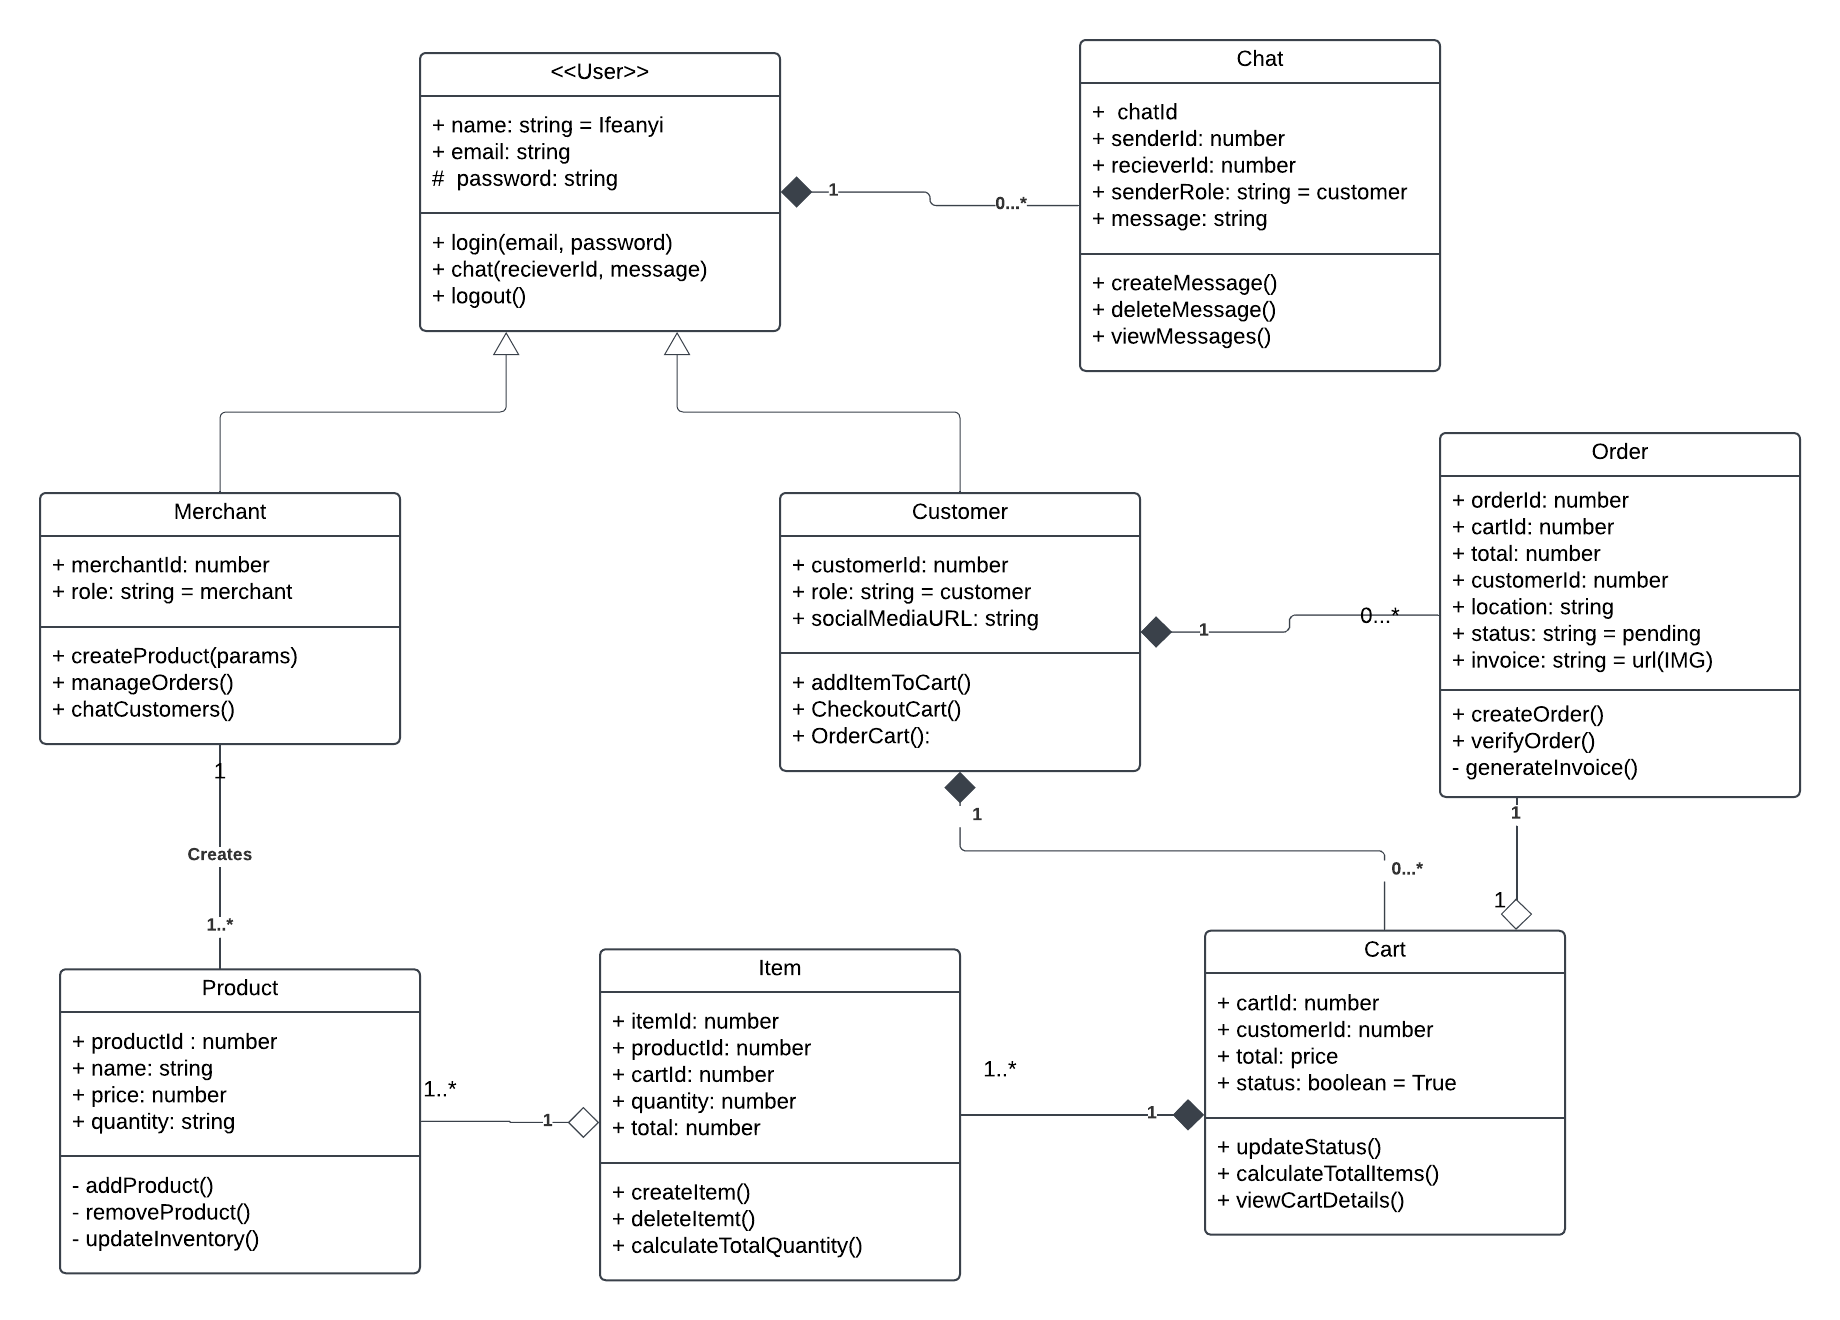 <<User>>
+ name: string = Ifeanyi
+ email: string
#  password: string
+ login(email, password)
+ chat(recieverId, message)
+ logout()
1
0...*
Chat
+  chatId
+ senderId: number
+ recieverId: number
+ senderRole: string = customer
+ message: string
+ createMessage()
+ deleteMessage()
+ viewMessages()
Merchant
+ merchantId: number
+ role: string = merchant
+ createProduct(params)
+ manageOrders()
+ chatCustomers()
Customer
+ customerId: number
+ role: string = customer
+ socialMediaURL: string
+ addItemToCart()
+ CheckoutCart()
+ OrderCart():
1
0...*
Order
+ orderId: number
+ cartId: number
+ total: number
+ customerId: number
+ location: string
+ status: string = pending
+ invoice: string = url(IMG)
+ createOrder()
+ verifyOrder()
- generateInvoice()
1
Creates
1..*
1
0...*
1
1
Product
+ productId : number
+ name: string
+ price: number
+ quantity: string
- addProduct()
- removeProduct()
- updateInventory()
1..*
1
Item
+ itemId: number
+ productId: number
+ cartId: number
+ quantity: number
+ total: number
+ createItem()
+ deleteItemt()
+ calculateTotalQuantity()
1..*
1
Cart
+ cartId: number
+ customerId: number
+ total: price
+ status: boolean = True
+ updateStatus()
+ calculateTotalItems()
+ viewCartDetails()